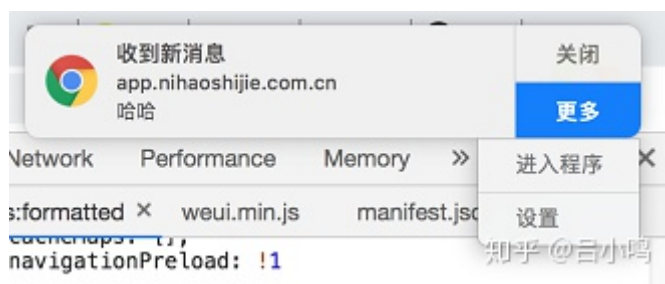 收到新消息
关闭
app.nihaoshijie.com.cn
哈哈
更多
Network Performance Memory »
进入程序
s:formatted × weui.min.js manifest.jsc
设置
navigationPreload: !1
知乎 @吕小鸣